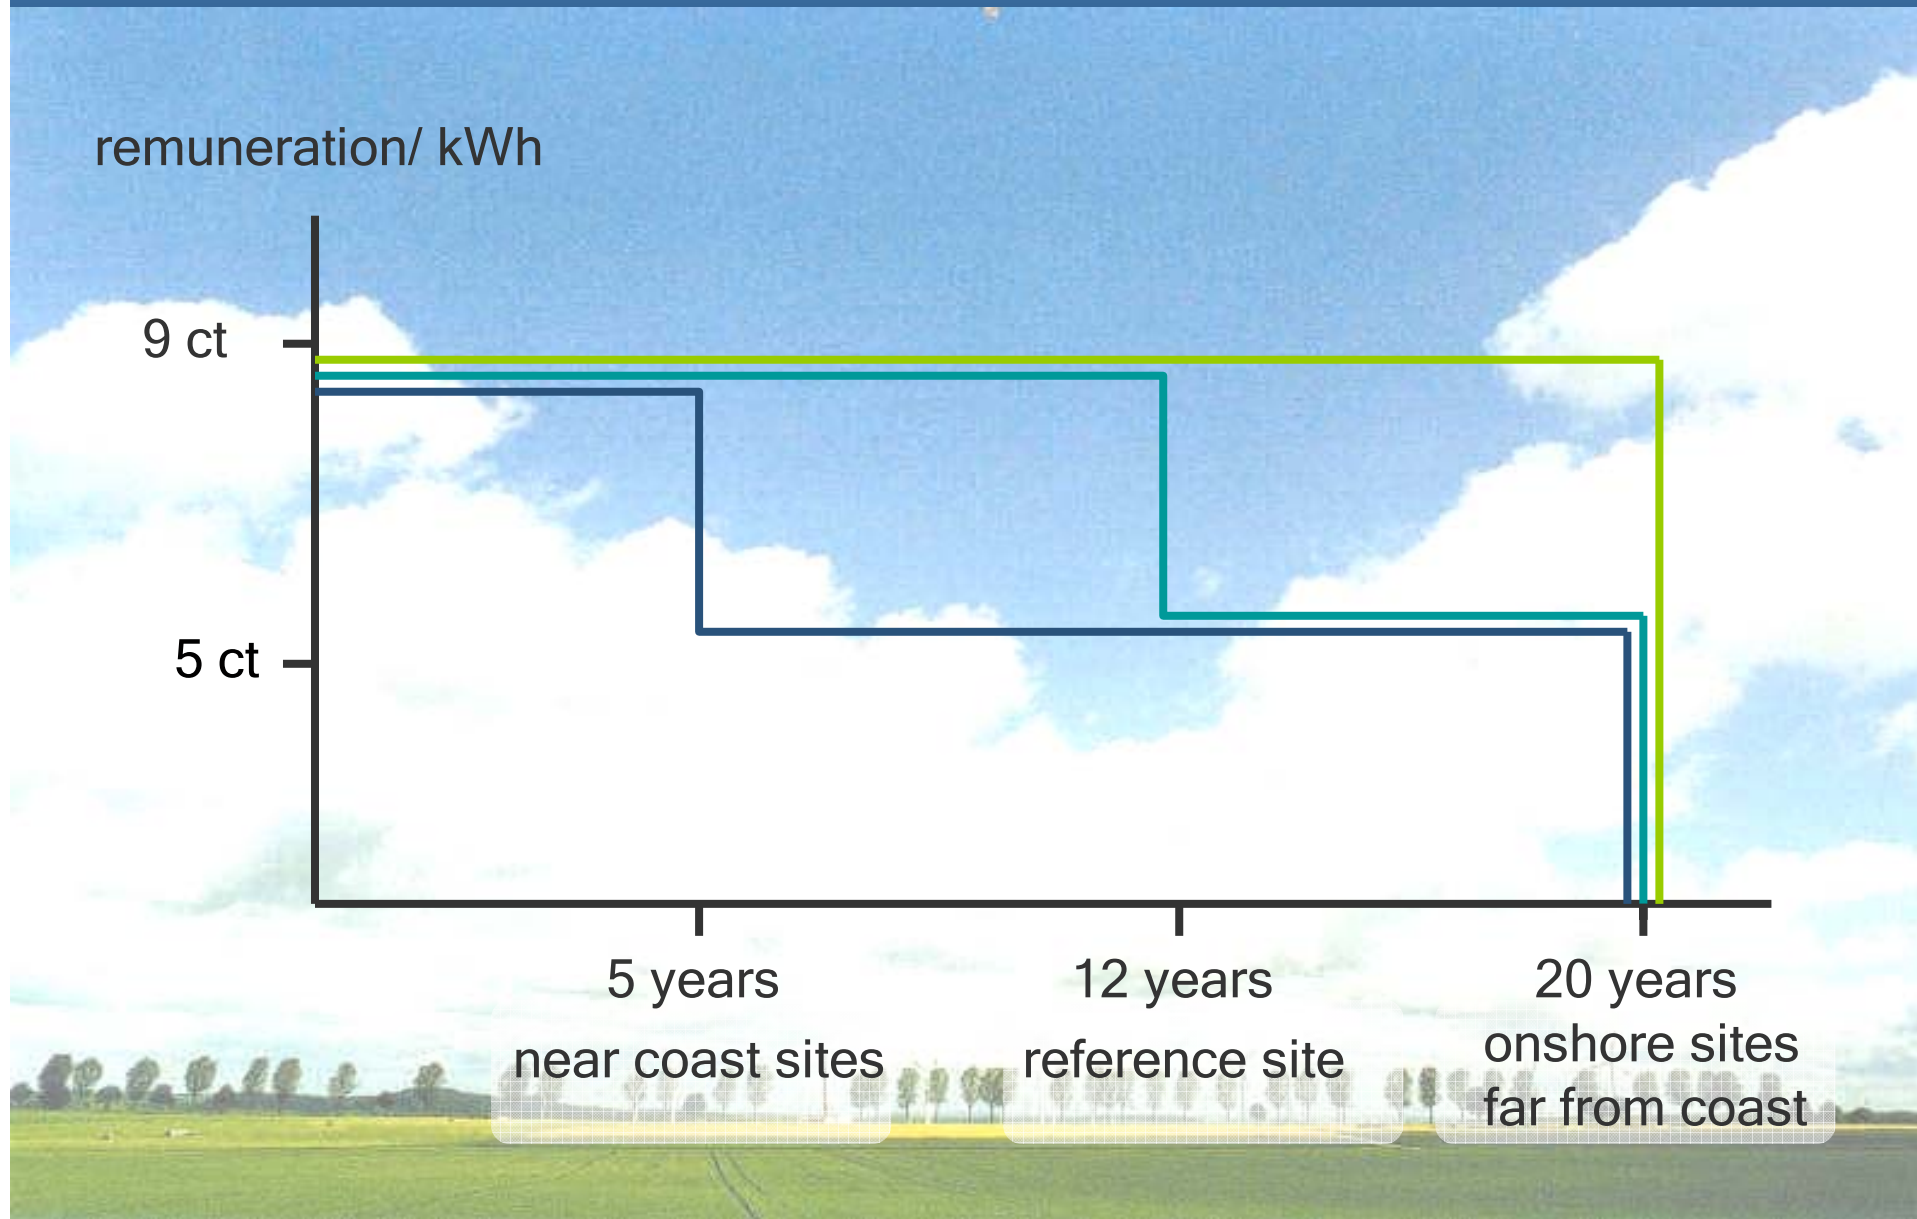 remuneration/ kWh
9 ct
5 ct
5 years
12 years
20 years
near coast sites
reference site
onshore sites
far from coast